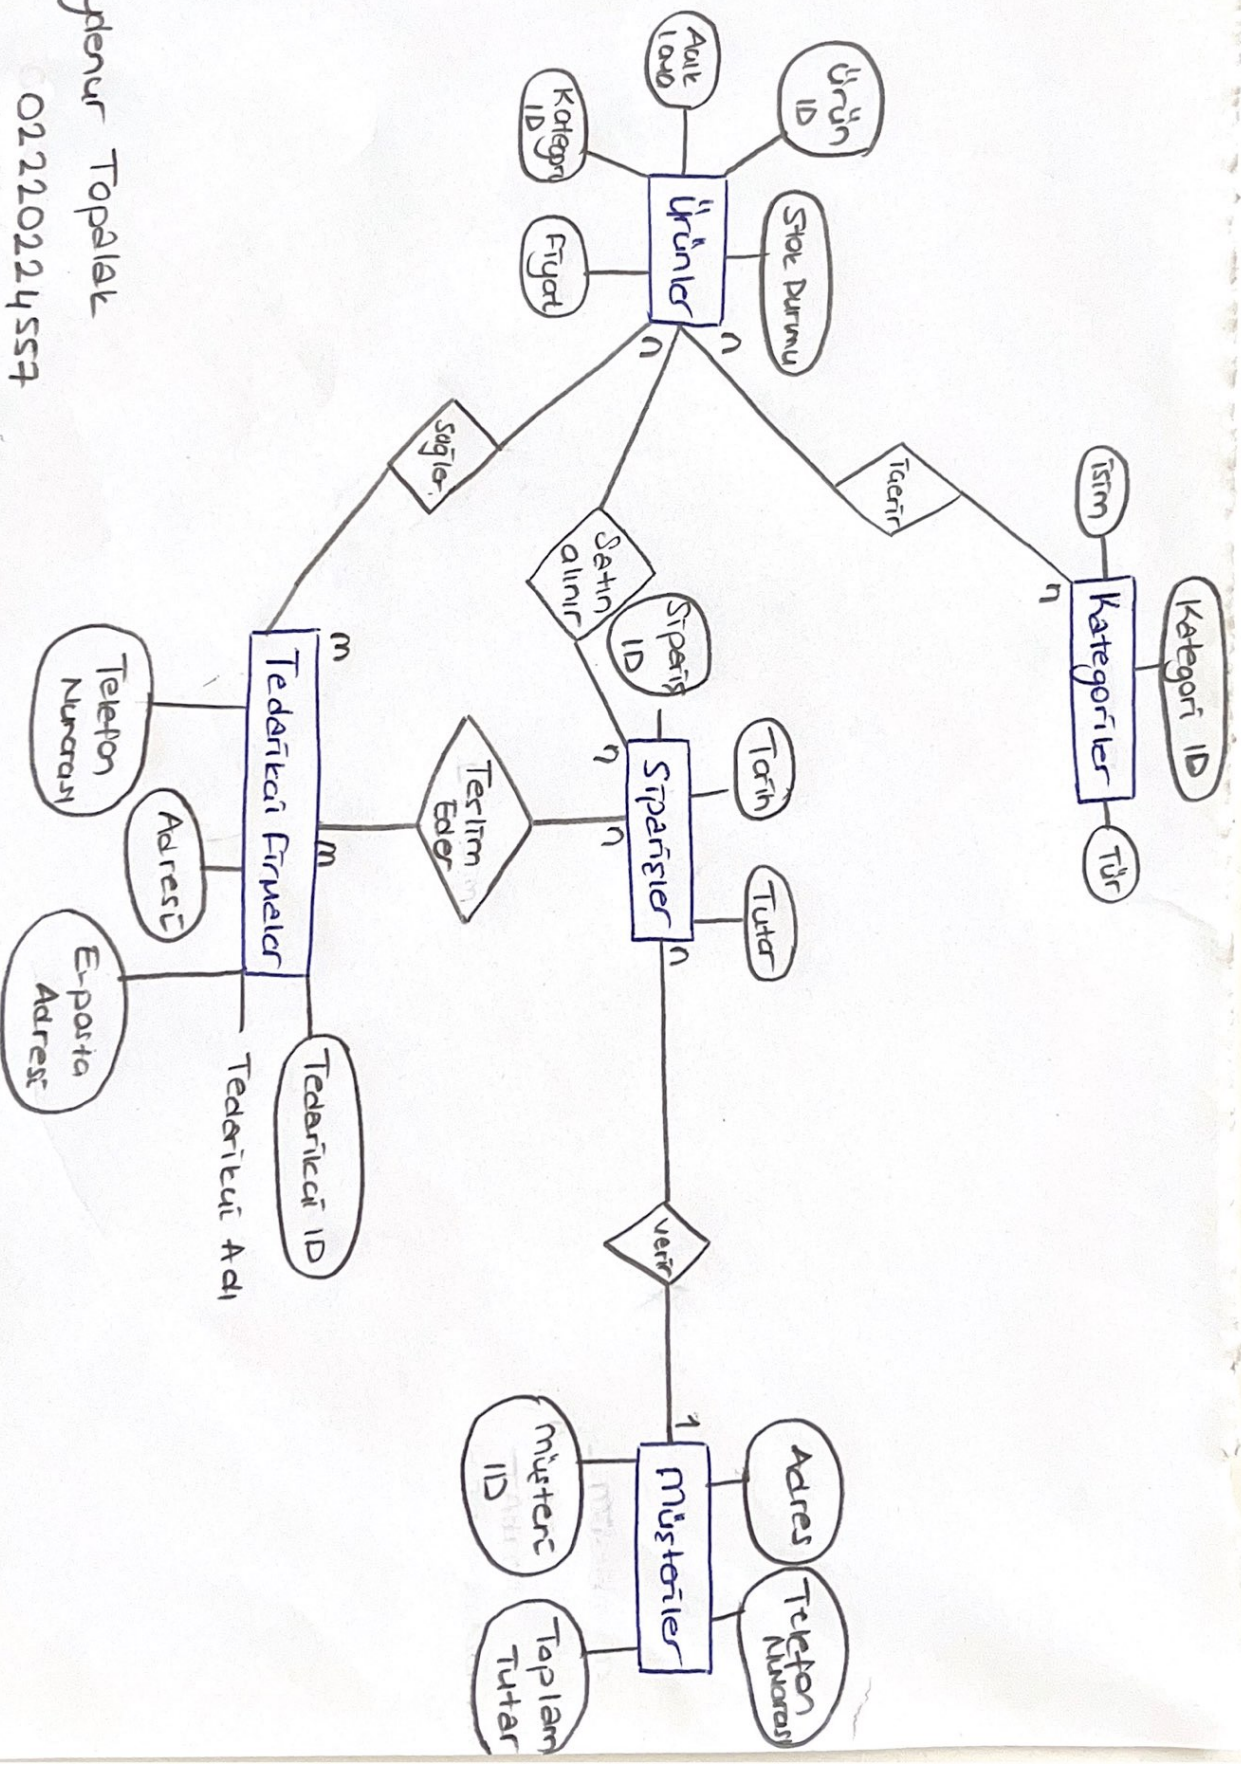 Kategori ID
İsim
Kategoriler
Tür
Ürün
ID
Stok Durumu
Ürünler
Kategori
ID
Fiyat
n
n
n
İçerir
Sağlar
Satın
alınır
Sipariş
ID
Tarih
Tutar
n
n
n
Siparişler
Teslim
Eder
m
m
Tedarikçi Firmalar
Telefon
Numarası
Adresi
E-posta
Adresi
Tedarikçi ID
Tedarikçi Adı
verir
1
Adres
Telefon
Numarası
Müşteriler
Müşteri
ID
Toplam
Tutar
Topalak
02220224557